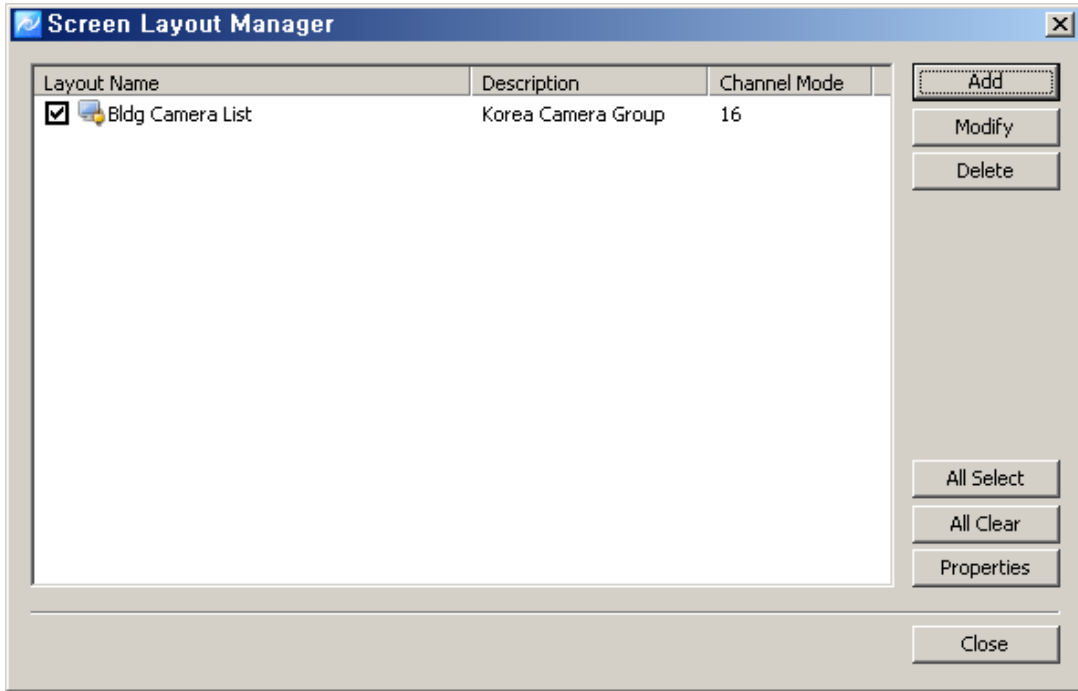 Screen Layout Manager
Layout Name Description Channel Mode
Bldg Camera List Korea Camera Group 16
Add
Modify
Delete
All Select
All Clear
Properties
Close